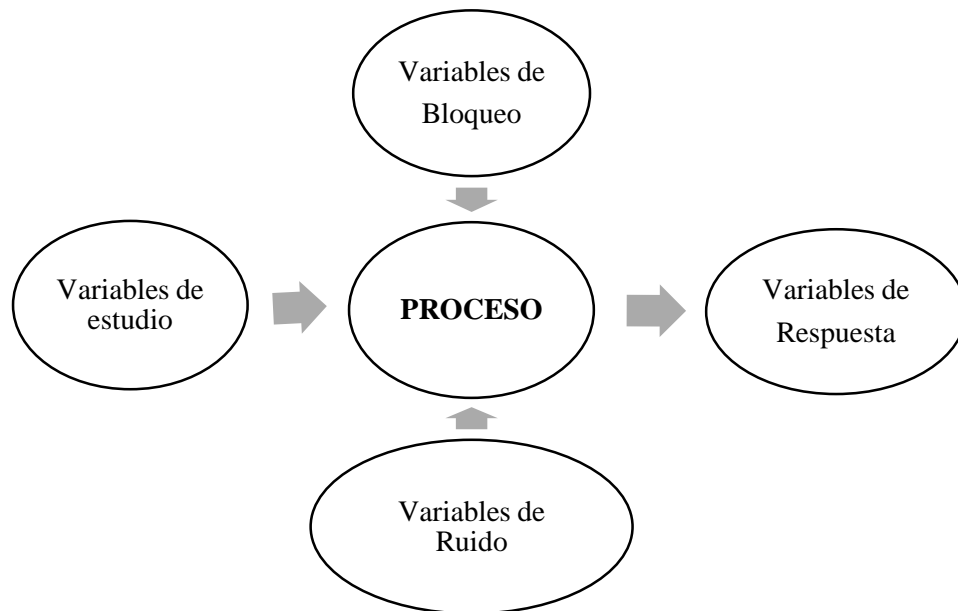 Variables de
Bloqueo
Variables de
estudio
PROCESO
Variables de
Respuesta
Variables de
Ruido